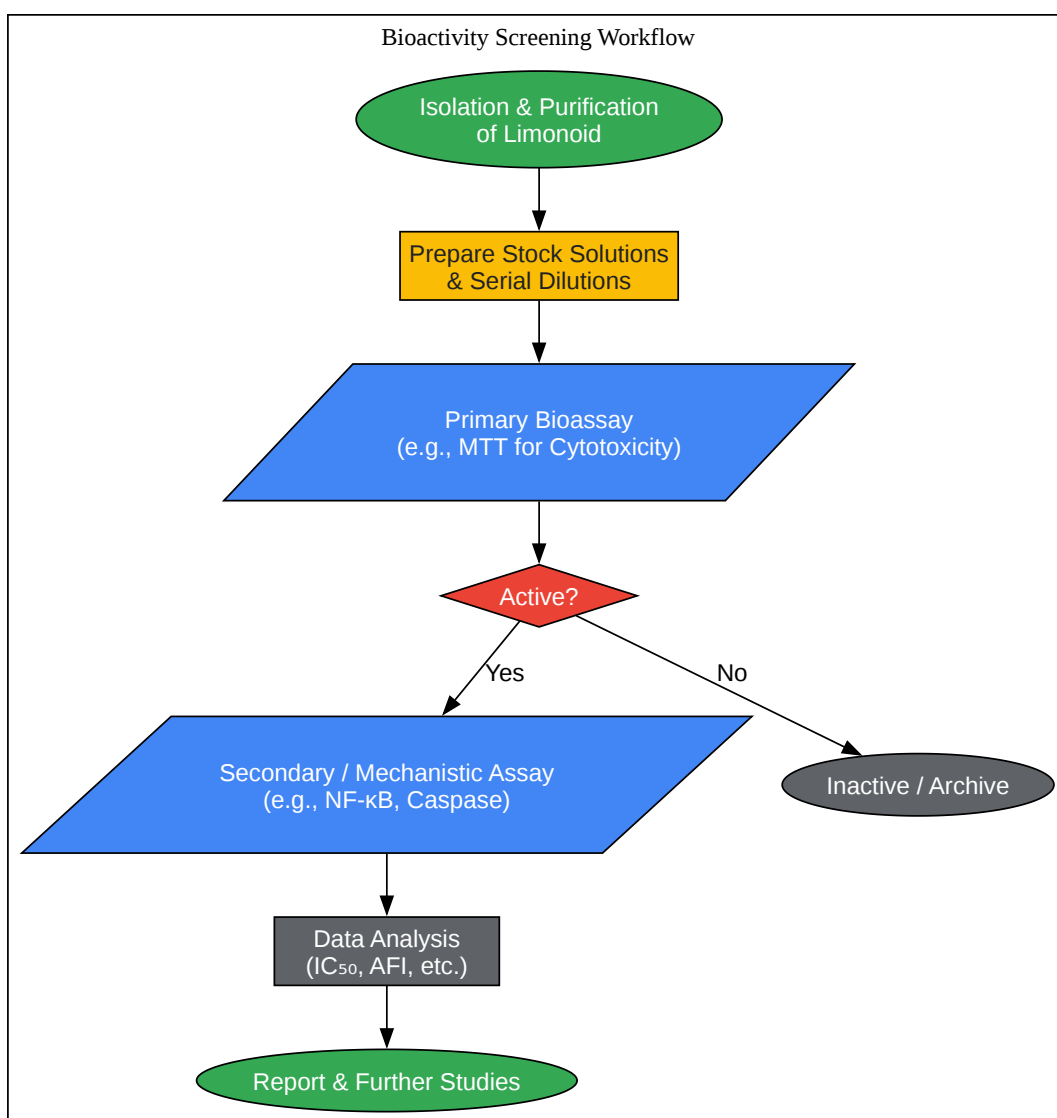 Bioactivity Screening Workflow
Isolation & Purification
of Limonoid
Prepare Stock Solutions
& Serial Dilutions
Primary Bioassay
(e.g., MTT for Cytotoxicity)
Active?
Yes
No
Secondary / Mechanistic Assay
(e.g., NF-κB, Caspase)
Inactive / Archive
Data Analysis
(IC₅₀, AFI, etc.)
Report & Further Studies